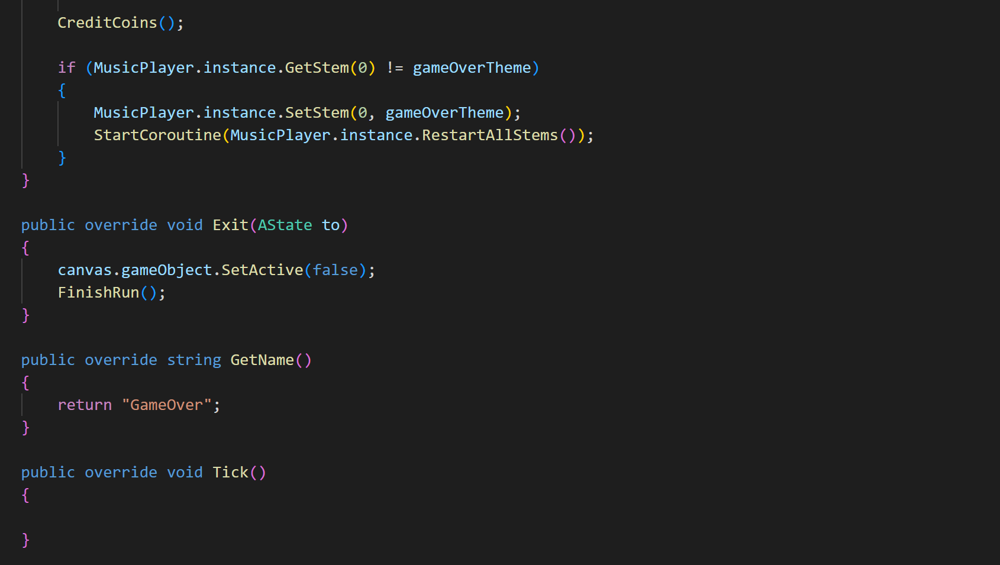 CreditCoins();
if (MusicPlayer.instance.GetStem(0) != gameOverTheme)
{
MusicPlayer.instance.SetStem(0, gameOverTheme);
StartCoroutine(MusicPlayer.instance.RestartAllStems());
}
}
public override void Exit(AState to)
{
canvas.gameObject.SetActive(false);
FinishRun();
}
public override string GetName()
{
return "GameOver";
}
public override void Tick()
{
}